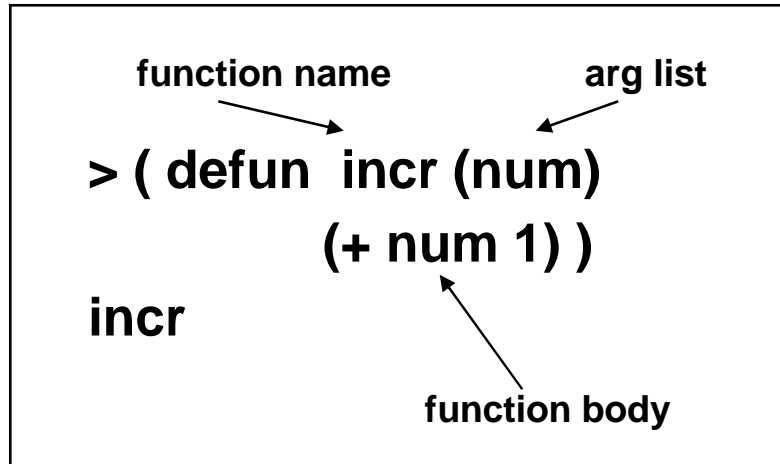 function name arg list
> ( defun incr (num)
(+ num 1) )
incr
function body